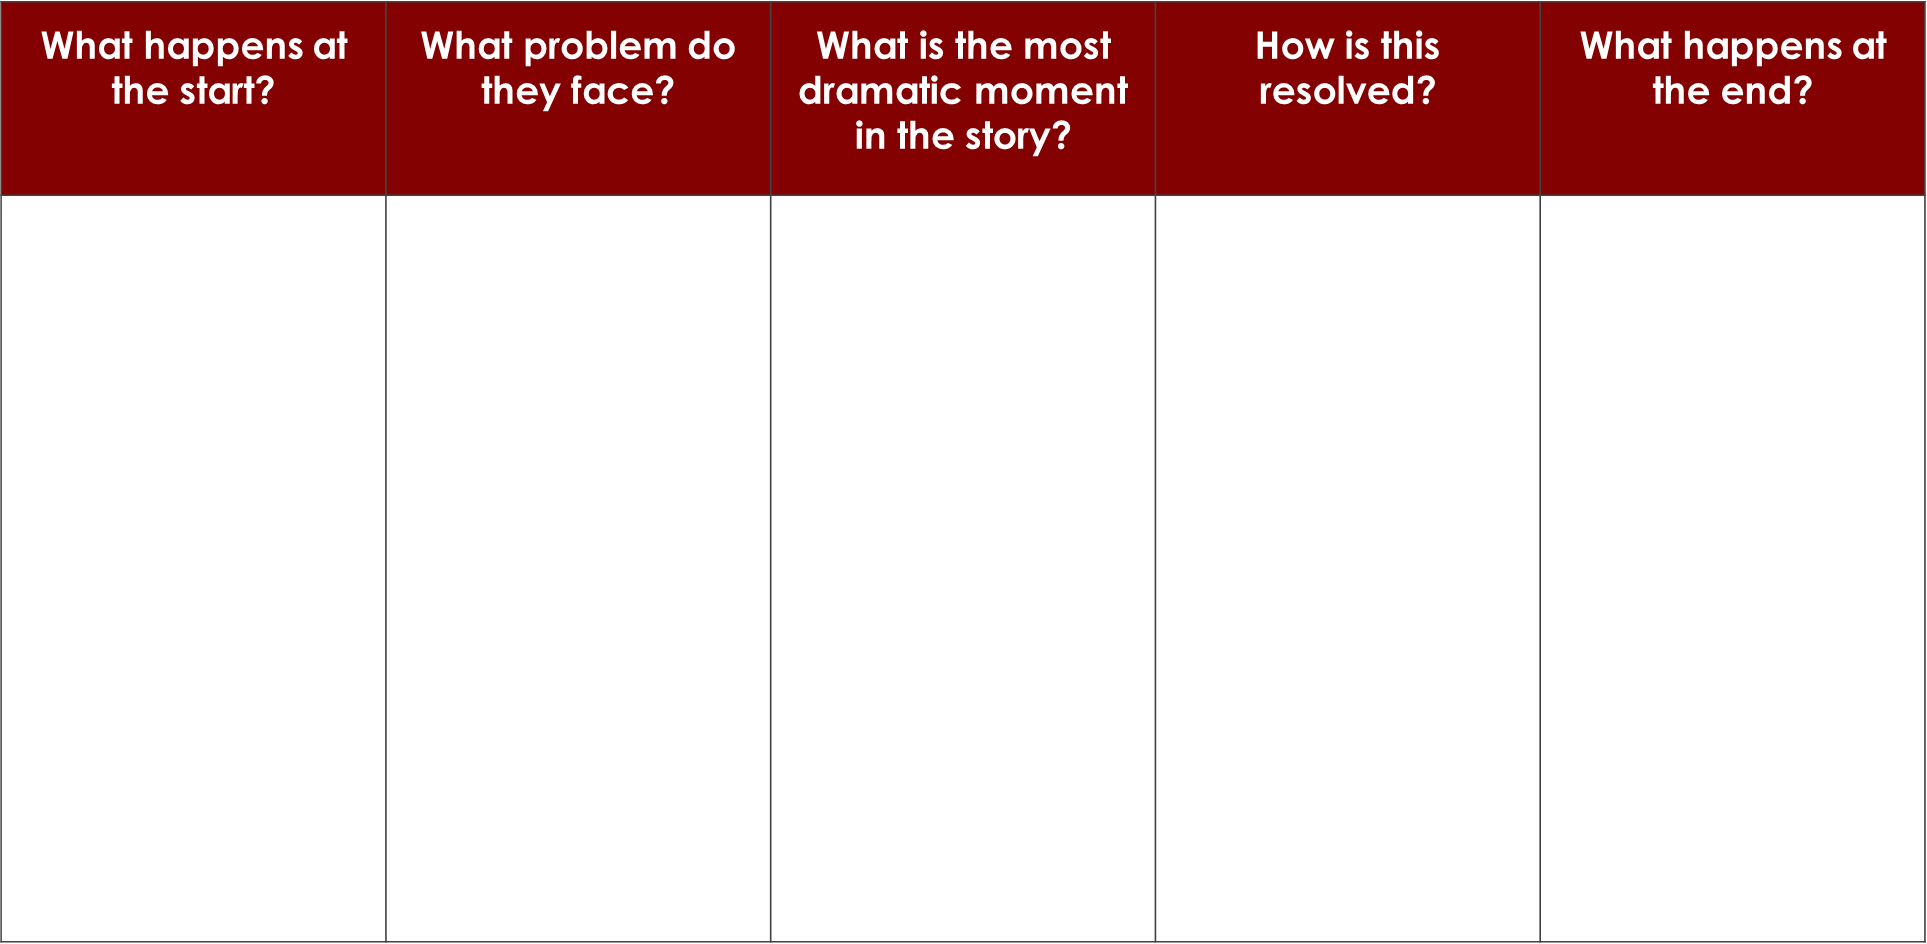 What happens at
the start?
What problem do
they face?
What is the most
dramatic moment
in the story?
How is this
resolved?
What happens at
the end?